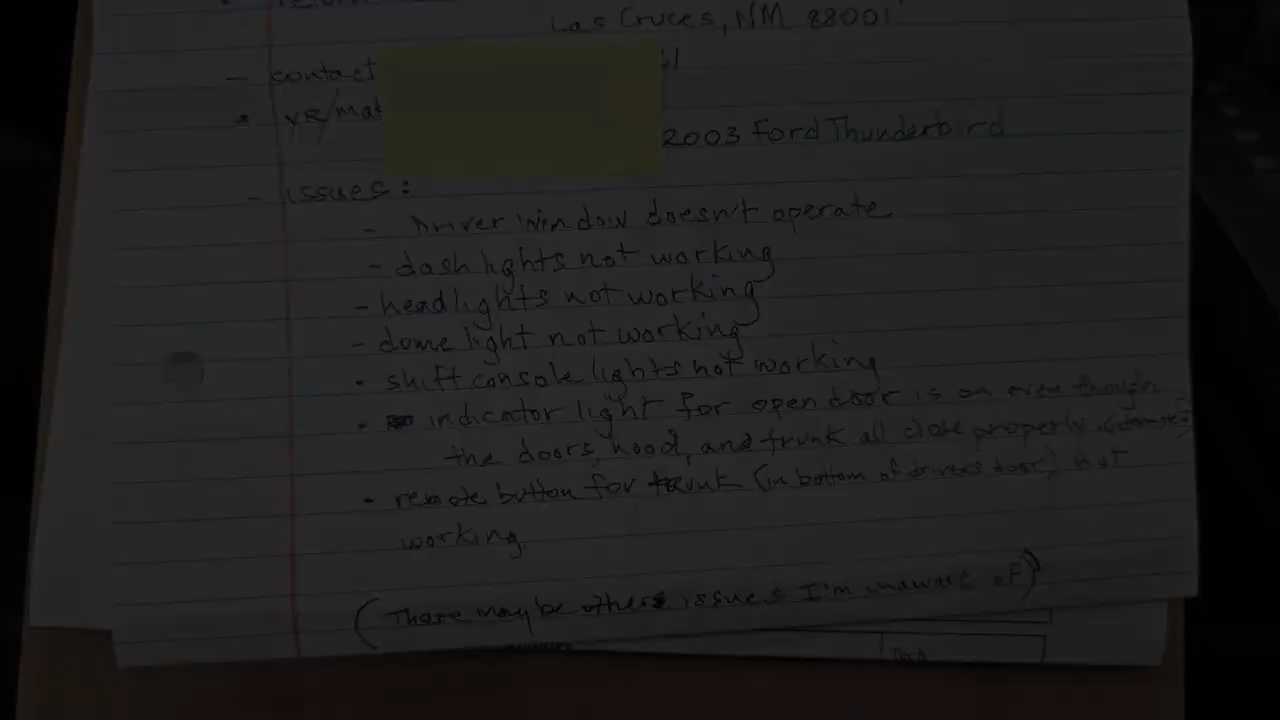 Las Cruces, NM 88001
- contact
• YR/Mak
2003 Ford Thunderbird
- issues:
- Driver Window doesn't operate
- dash lights not working
- headlights not working
- dome light not working
• shift console lights not working
• indicator light for open door is on even though
the doors, hood, and trunk all close properly
• remote button for trunk (in bottom of drivers door) not
working.
(There may be other issues I'm unaware of)